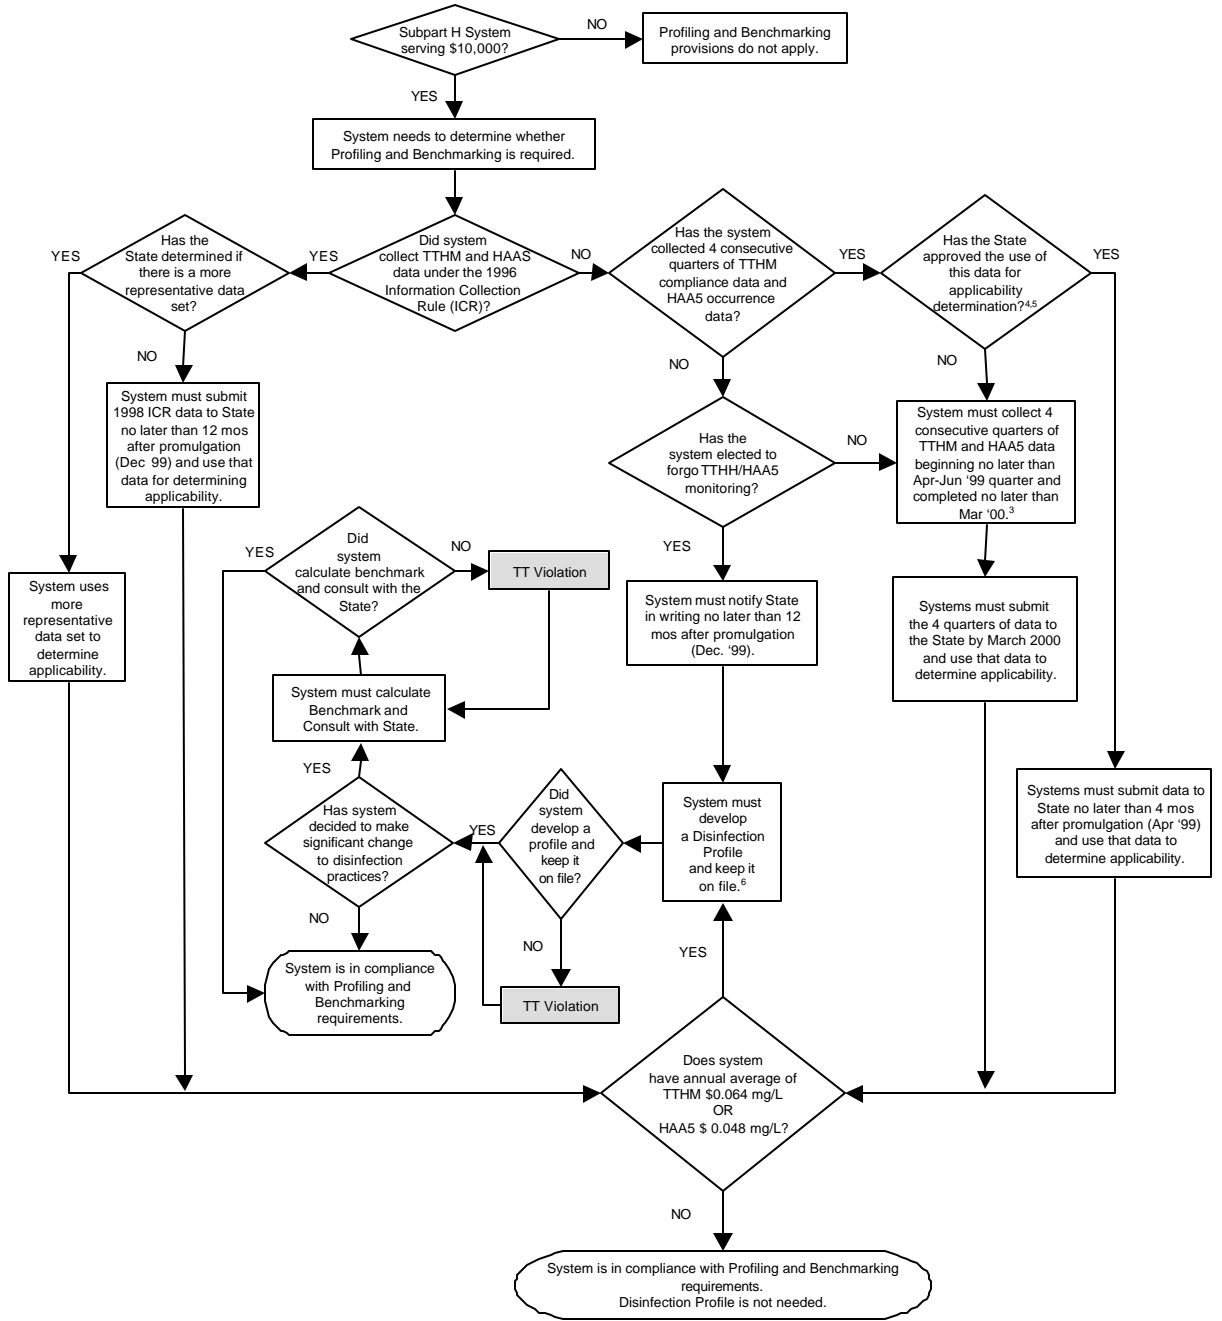 Subpart H System
serving $10,000?
NO
Profiling and Benchmarking
provisions do not apply.
YES
System needs to determine whether
Profiling and Benchmarking is required.
YES
Has the
State determined if
there is a more
representative data
set?
YES
Did system
collect TTHM and HAAS
data under the 1996
Information Collection
Rule (ICR)?
NO
Has the system
collected 4 consecutive
quarters of TTHM
compliance data and
HAA5 occurrence
data?
YES
Has the State
approved the use of
this data for
applicability
determination?4,5
YES
NO
System must submit
1998 ICR data to State
no later than 12 mos
after promulgation
(Dec 99) and use that
data for determining
applicability.
NO
Has the
system elected to
forgo TTHH/HAA5
monitoring?
NO
NO
System must collect 4
consecutive quarters of
TTHM and HAA5 data
beginning no later than
Apr-Jun ‘99 quarter and
completed no later than
Mar ‘00.3
YES
Did
system
calculate benchmark
and consult with the
State?
NO
TT Violation
YES
System uses
more
representative
data set to
determine
applicability.
System must notify State
in writing no later than 12
mos after promulgation
(Dec. ‘99).
Systems must submit
the 4 quarters of data to
the State by March 2000
and use that data to
determine applicability.
System must calculate
Benchmark and
Consult with State.
YES
Has system
decided to make
significant change
to disinfection
practices?
YES
Did
system
develop a
profile and
keep it
on file?
System must
develop
a Disinfection
Profile
and keep it
on file.6
Systems must submit data to
State no later than 4 mos
after promulgation (Apr ‘99)
and use that data to
determine applicability.
NO
NO
YES
System is in compliance
with Profiling and
Benchmarking
requirements.
TT Violation
Does system
have annual average of
TTHM $0.064 mg/L
OR
HAA5 $ 0.048 mg/L?
NO
System is in compliance with Profiling and Benchmarking
requirements.
Disinfection Profile is not needed.